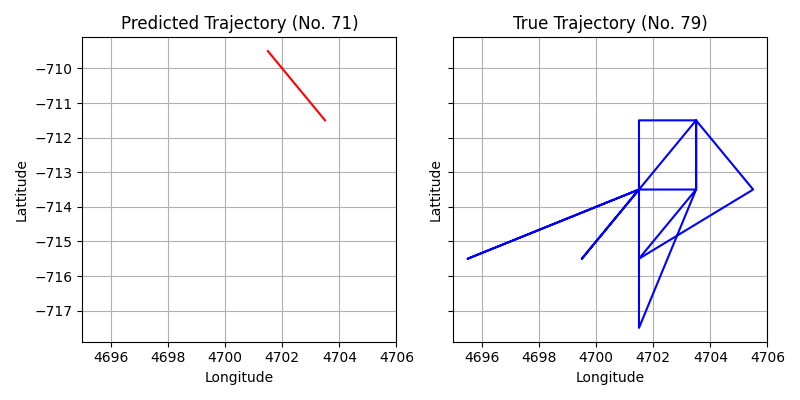 Predicted Trajectory (No. 71)
True Trajectory (No. 79)
−710
−711
−712
−713
−714
−715
−716
−717
Lattitude
Lattitude
4696 4698 4700 4702 4704 4706
4696 4698 4700 4702 4704 4706
Longitude
Longitude